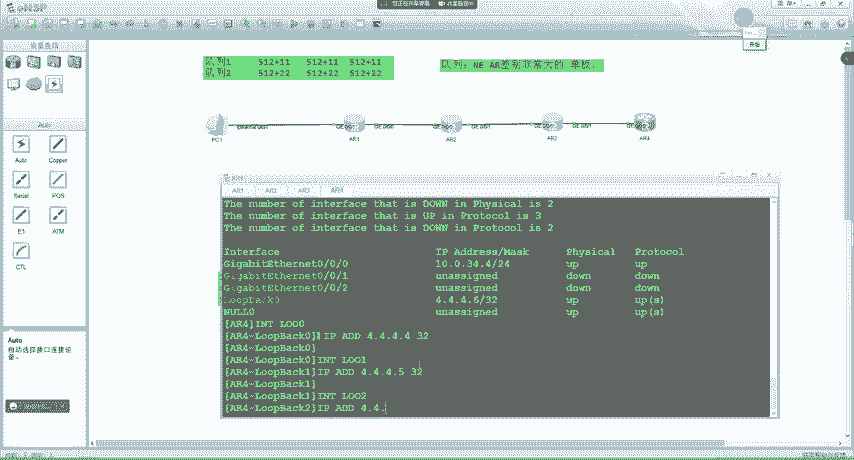 eNSP
队列1 512+11 512+11 512+11
队列2 512+22 512+22 512+22
队列：NE AR差别非常大的 单板.
Auto
Auto
Copper
Serial
POS
E1
ATM
CTL
Auto
自动选择接口连接设备。
PC1
AR1
AR2
AR3
AR4
AR1 AR2 AR3 AR4
The number of interface that is DOWN in Physical is 2
The number of interface that is UP in Protocol is 3
The number of interface that is DOWN in Protocol is 2
Interface IP Address/Mask Physical Protocol
GigabitEthernet0/0/0 10.0.34.4/24 up up
GigabitEthernet0/0/1 unassigned down down
GigabitEthernet0/0/2 unassigned down down
LoopBack0 4.4.4.6/32 up up(s)
NULL0 unassigned up up(s)
[AR4]INT LOO0
[AR4-LoopBack0] IP ADD 4.4.4.4 32
[AR4-LoopBack0]
[AR4-LoopBack0]INT LOO1
[AR4-LoopBack1]IP ADD 4.4.4.5 32
[AR4-LoopBack1]
[AR4-LoopBack1]INT LOO2
[AR4-LoopBack2]IP ADD 4.4.